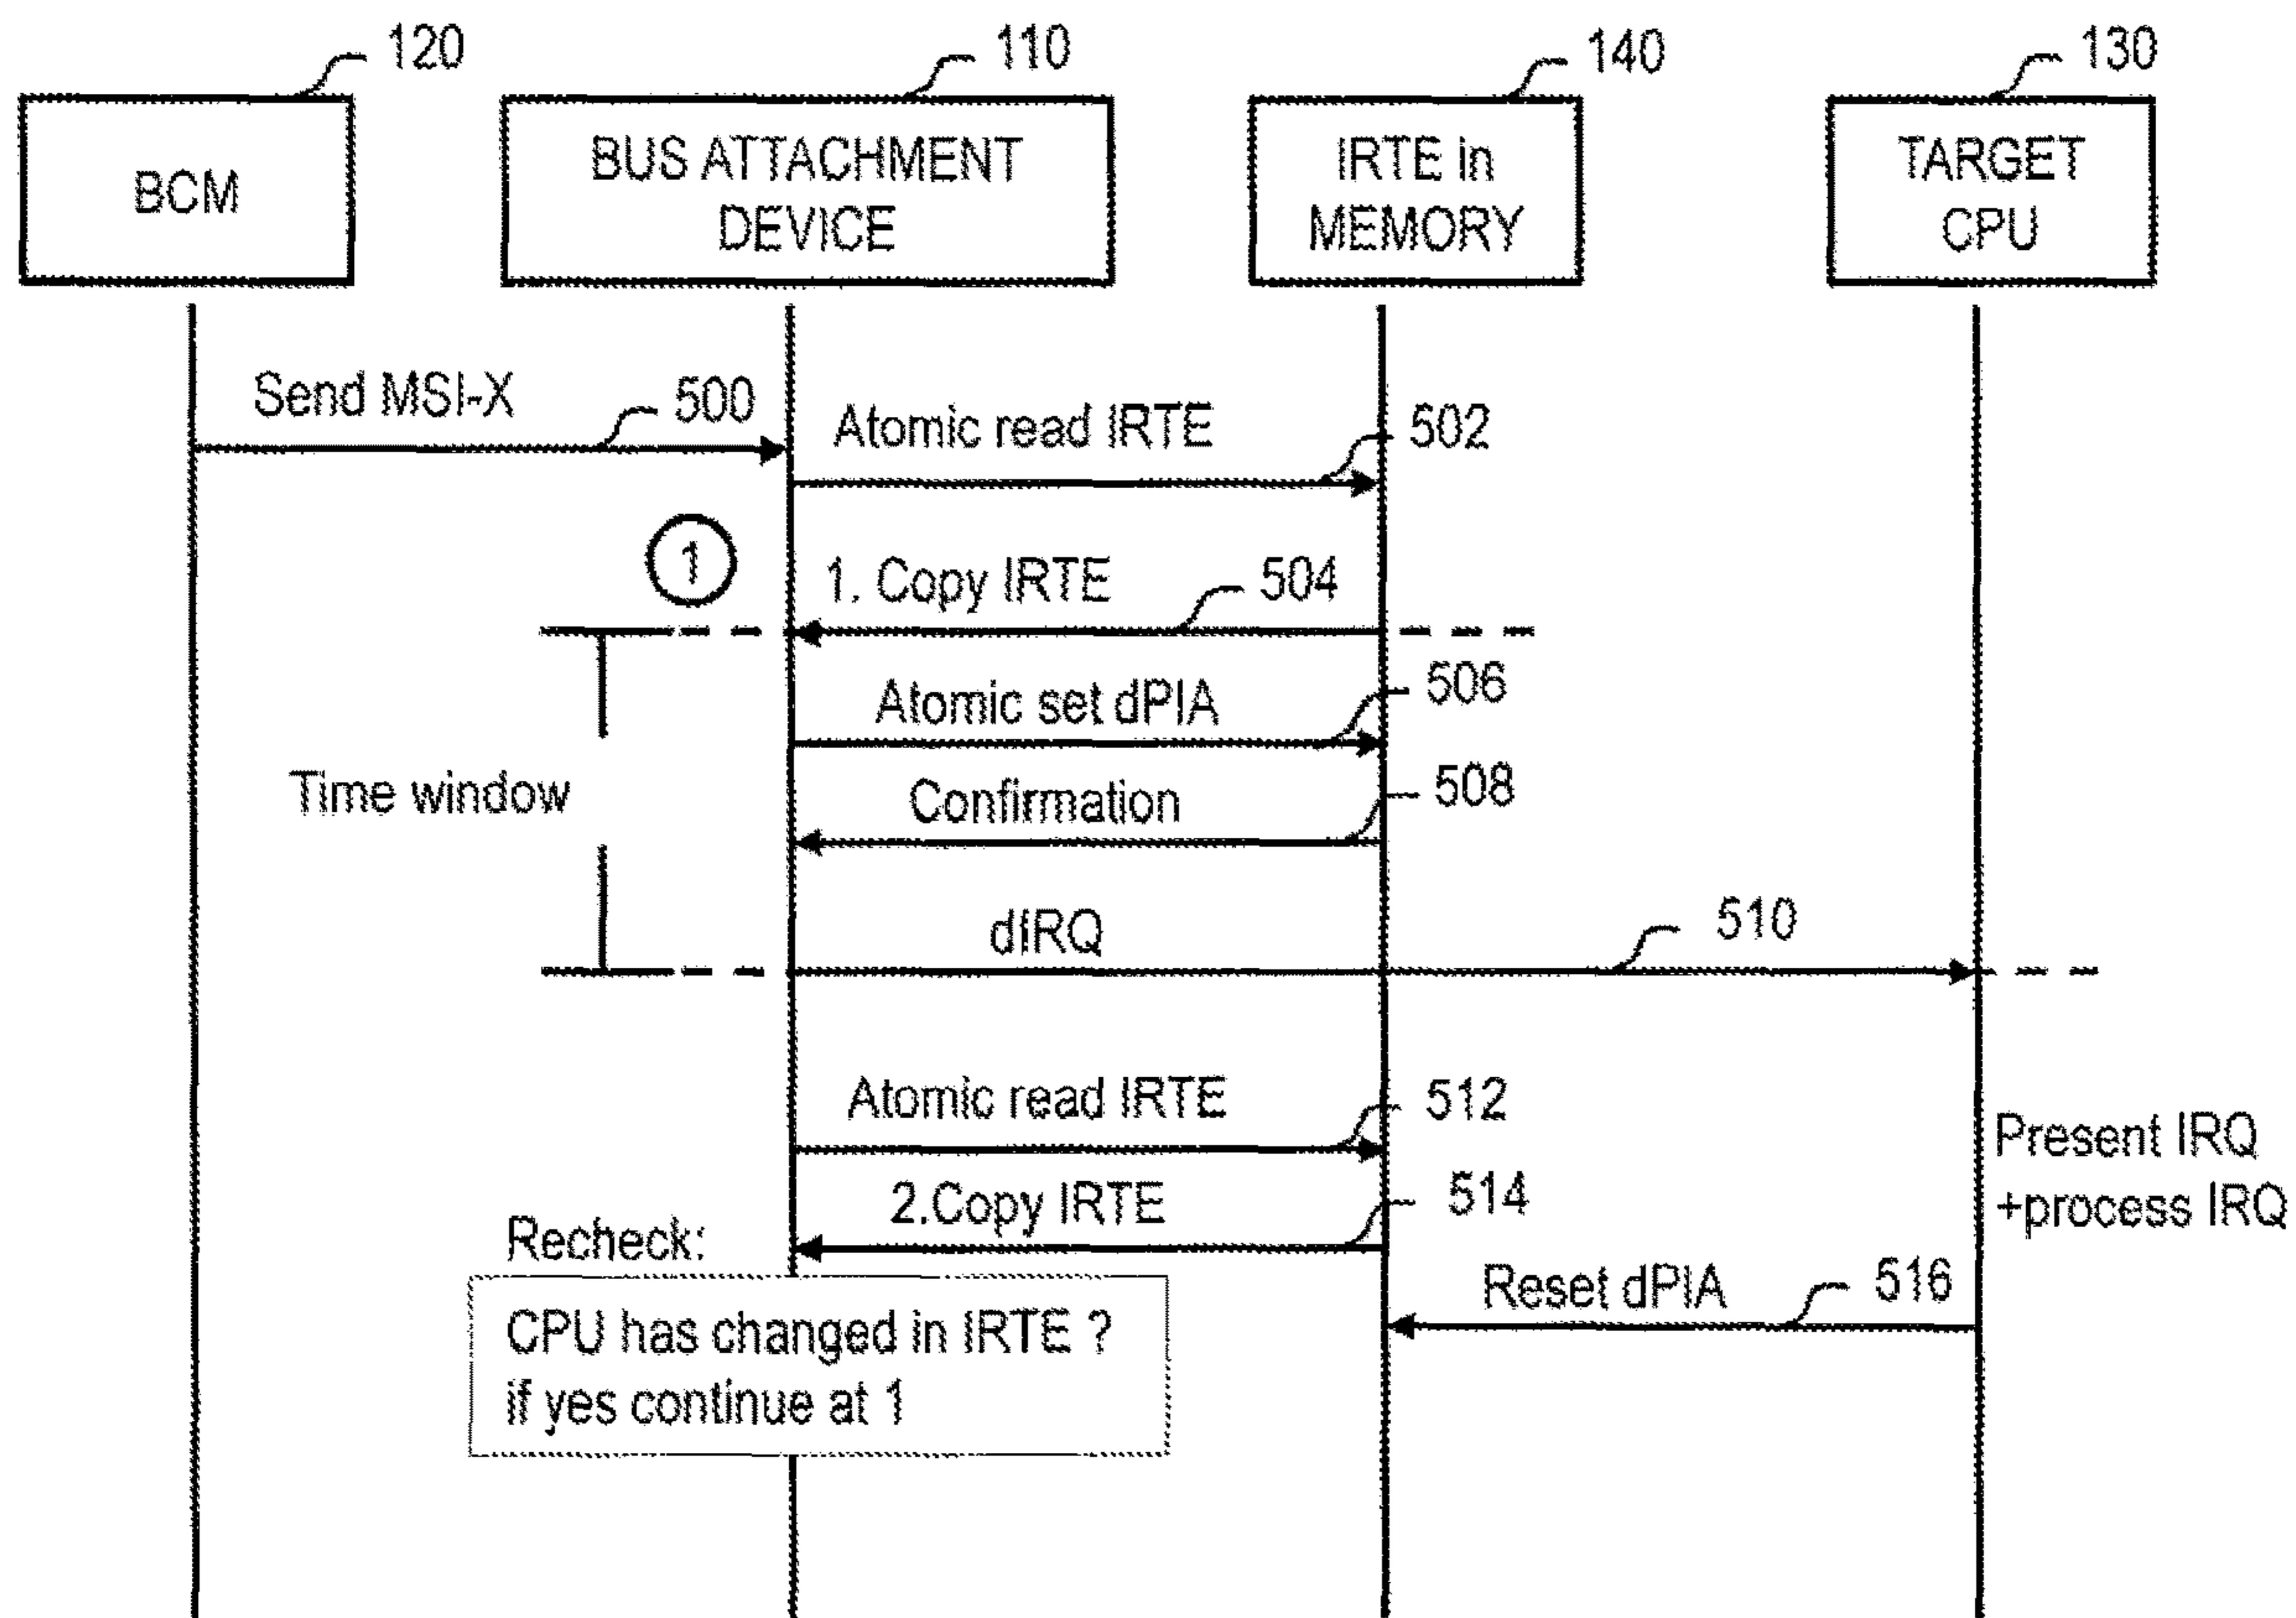 120
110
140
130
BCM
BUS ATTACHMENT
DEVICE
IRTE in
MEMORY
TARGET
CPU
Send MSI-X
500
Atomic read IRTE
502
1
1. Copy IRTE
504
Atomic set dPIA
506
Time window
Confirmation
508
dIRQ
510
Atomic read IRTE
512
Present IRQ
+process IRQ
2.Copy IRTE
514
Recheck:
Reset dPIA
516
CPU has changed in IRTE ?
if yes continue at 1